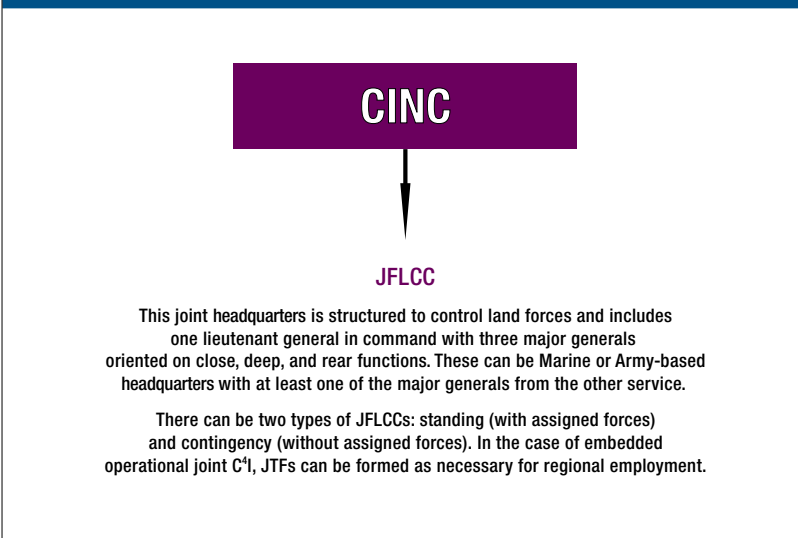 CINC
JFLCC
This joint headquarters is structured to control land forces and includes
one lieutenant general in command with three major generals
oriented on close, deep, and rear functions. These can be Marine or Army-based
headquarters with at least one of the major generals from the other service.
There can be two types of JFLCCs: standing (with assigned forces)
and contingency (without assigned forces). In the case of embedded
operational joint C⁴I, JTFs can be formed as necessary for regional employment.